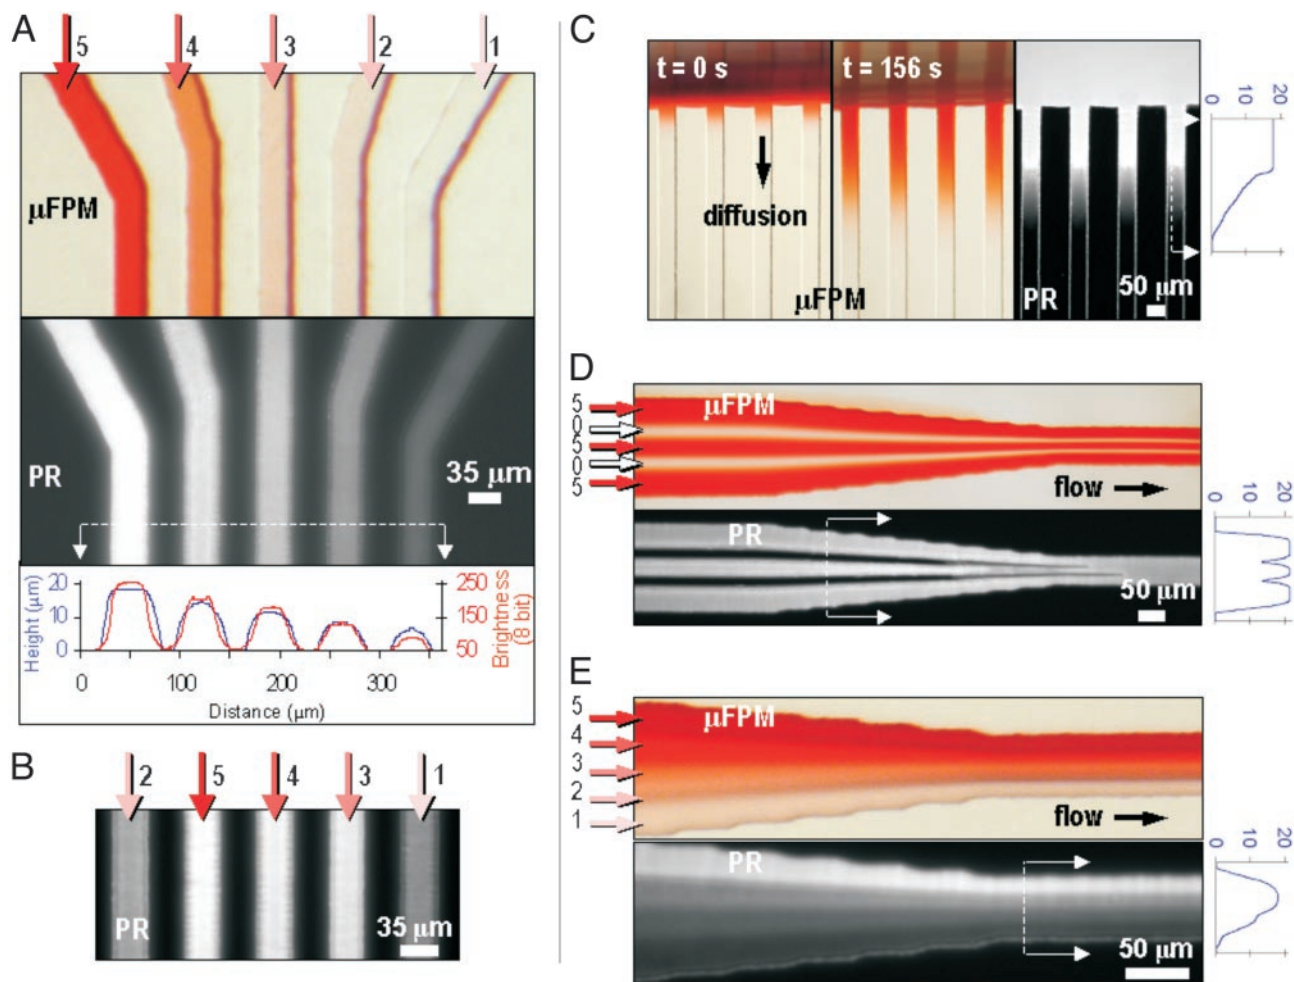 A
5 4 3 2 1
µFPM
PR
35 µm
Height (µm)
20
10
0
250
150
50
Brightness
(8 bit)
0 100 200 300
Distance (µm)
B
2 5 4 3 1
PR
35 µm
C
t = 0 s
t = 156 s
diffusion
µFPM
PR
50 µm
0 10 20
D
5
0
5
0
5
µFPM
flow
PR
50 µm
0 10 20
E
5
4
3
2
1
µFPM
flow
PR
50 µm
0 10 20